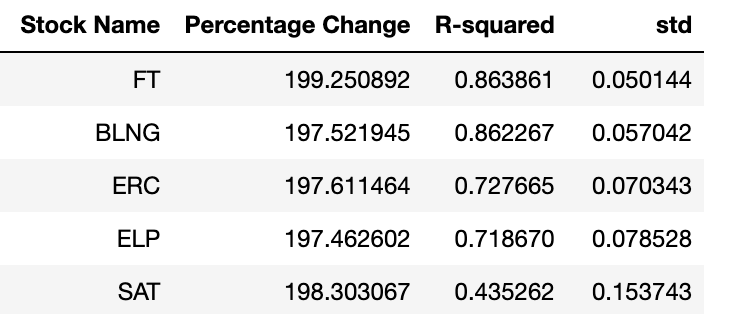 Stock Name Percentage Change R-squared std
FT 199.250892 0.863861 0.050144
BLNG 197.521945 0.862267 0.057042
ERC 197.611464 0.727665 0.070343
ELP 197.462602 0.718670 0.078528
SAT 198.303067 0.435262 0.153743